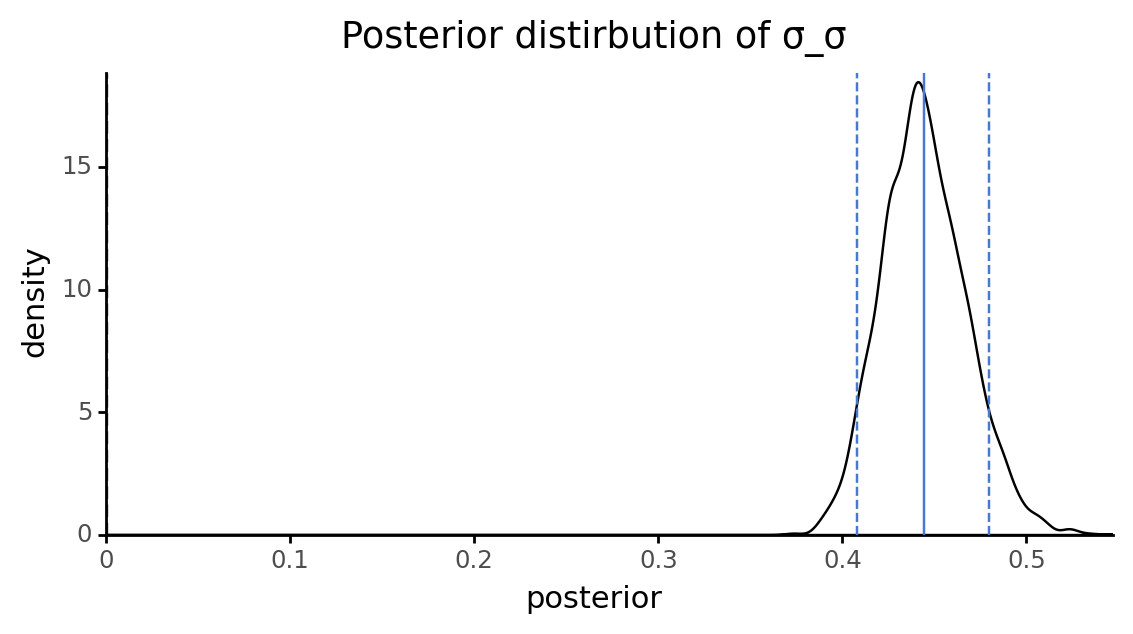 Posterior distirbution of σ_σ
density
15
10
5
0
0 0.1 0.2 0.3 0.4 0.5
posterior